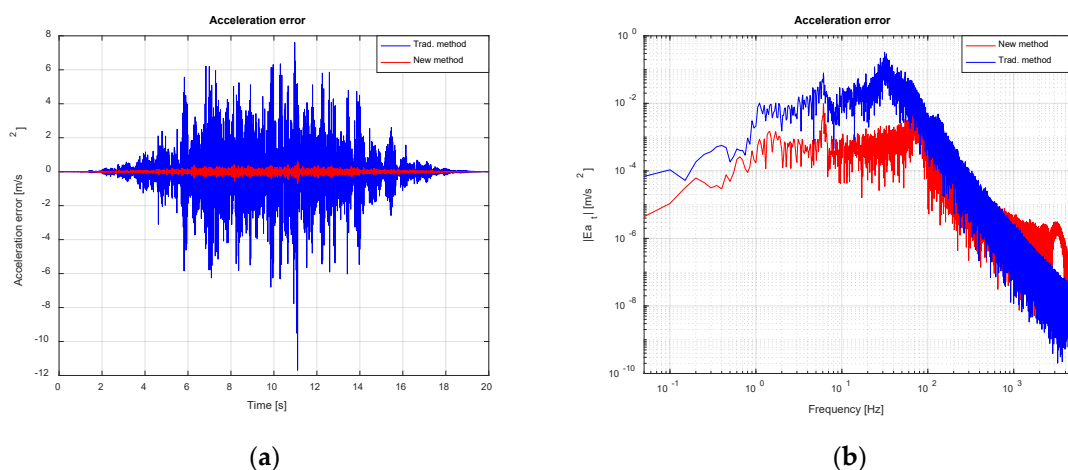 Acceleration error
8
6
4
2
0
-2
-4
-6
-8
-10
-12
0 2 4 6 8 10 12 14 16 18 20
Time [s]
Acceleration error [m/s 2]
Trad. method
New method
(a)
Acceleration error
10 0
10 -2
10 -4
10 -6
10 -8
10 -10
10 -1 10 0 10 1 10 2 10 3
Frequency [Hz]
|Ea t| [m/s 2]
New method
Trad. method
(b)